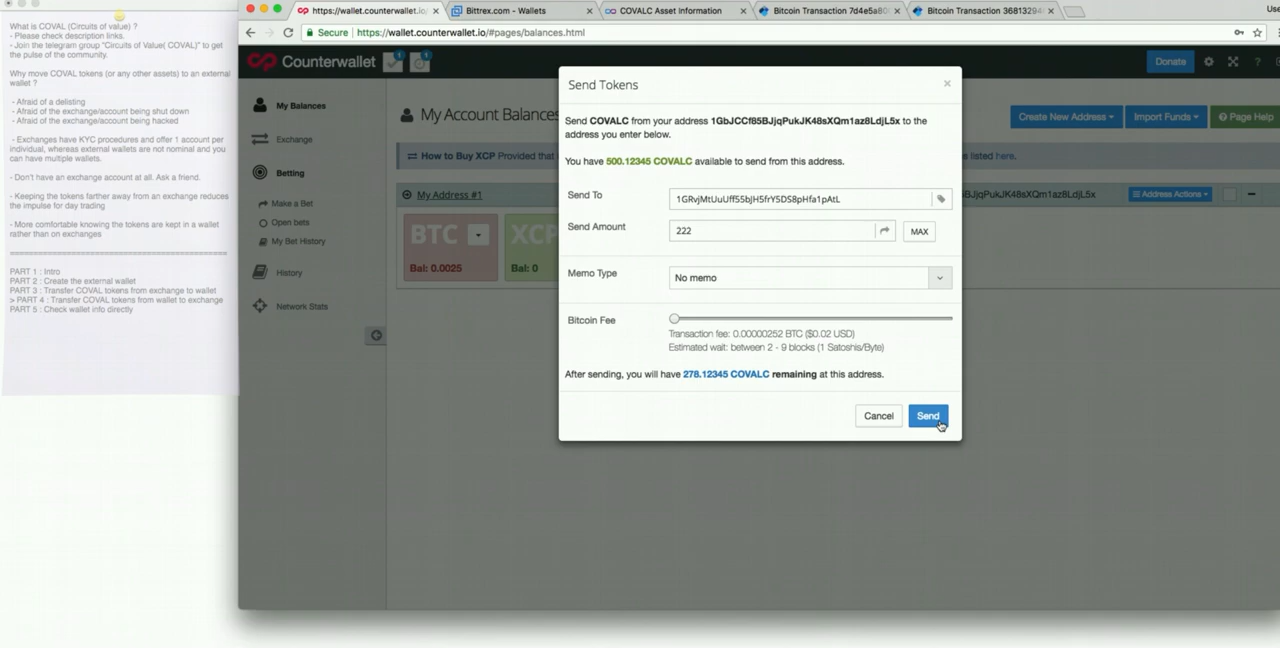 What is COVAL (Circuits of value) ?
- Please check description links.
- Join the telegram group "Circuits of Value( COVAL)" to get
the pulse of the community.
Why move COVAL tokens (or any other assets) to an external
wallet ?
- Afraid of a delisting
- Afraid of the exchange/account being shut down
- Afraid of the exchange/account being hacked
- Exchanges have KYC procedures and offer 1 account per
individual, whereas external wallets are not nominal and you
can have multiple wallets.
- Don't have an exchange account at all. Ask a friend.
- Keeping the tokens farther away from an exchange reduces
the impulse for day trading
- More comfortable knowing the tokens are kept in a wallet
rather than on exchanges
PART 1 : Intro
PART 2 : Create the external wallet
PART 3 : Transfer COVAL tokens from exchange to wallet
> PART 4 : Transfer COVAL tokens from wallet to exchange
PART 5 : Check wallet info directly
https://wallet.counterwallet.io/
Bittrex.com - Wallets
COVALC Asset Information
Bitcoin Transaction 7d4e5a80
Bitcoin Transaction 36813294
Use
Secure
https://wallet.counterwallet.io/#pages/balances.html
Counterwallet
1
1
Donate
My Balances
Exchange
Betting
Make a Bet
Open bets
My Bet History
History
Network Stats
My Account Balances
Create New Address
Import Funds
Page Help
How to Buy XCP Provided that
s listed here.
My Address #1
BJjqPukJK48sXQm1az8LdjL5x
Address Actions
BTC
Bal: 0.0025
XCP
Bal: 0
Send Tokens
Send COVALC from your address 1GbJCCf85BJjqPukJK48sXQm1az8LdjL5x to the
address you enter below.
You have 500.12345 COVALC available to send from this address.
Send To
1GRvjMtUuUff55bJH5frY5DS8pHfa1pAtL
Send Amount
222
MAX
Memo Type
No memo
Bitcoin Fee
Transaction fee: 0.00000252 BTC ($0.02 USD)
Estimated wait: between 2 - 9 blocks (1 Satoshis/Byte)
After sending, you will have 278.12345 COVALC remaining at this address.
Cancel
Send